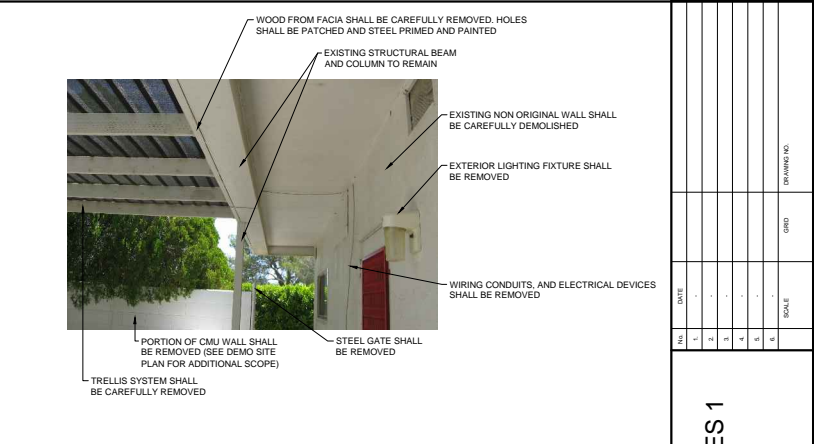 WOOD FROM FACIA SHALL BE CAREFULLY REMOVED. HOLES
SHALL BE PATCHED AND STEEL PRIMED AND PAINTED
EXISTING STRUCTURAL BEAM
AND COLUMN TO REMAIN
EXISTING NON ORIGINAL WALL SHALL
BE CAREFULLY DEMOLISHED
EXTERIOR LIGHTING FIXTURE SHALL
BE REMOVED
WIRING CONDUITS, AND ELECTRICAL DEVICES
SHALL BE REMOVED
PORTION OF CMU WALL SHALL
BE REMOVED (SEE DEMO SITE
PLAN FOR ADDITIONAL SCOPE)
STEEL GATE SHALL
BE REMOVED
TRELLIS SYSTEM SHALL
BE CAREFULLY REMOVED
No. DATE
1. -
2. -
3. -
4. -
5. -
6. -
SCALE GRID DRAWING NO.
ES 1